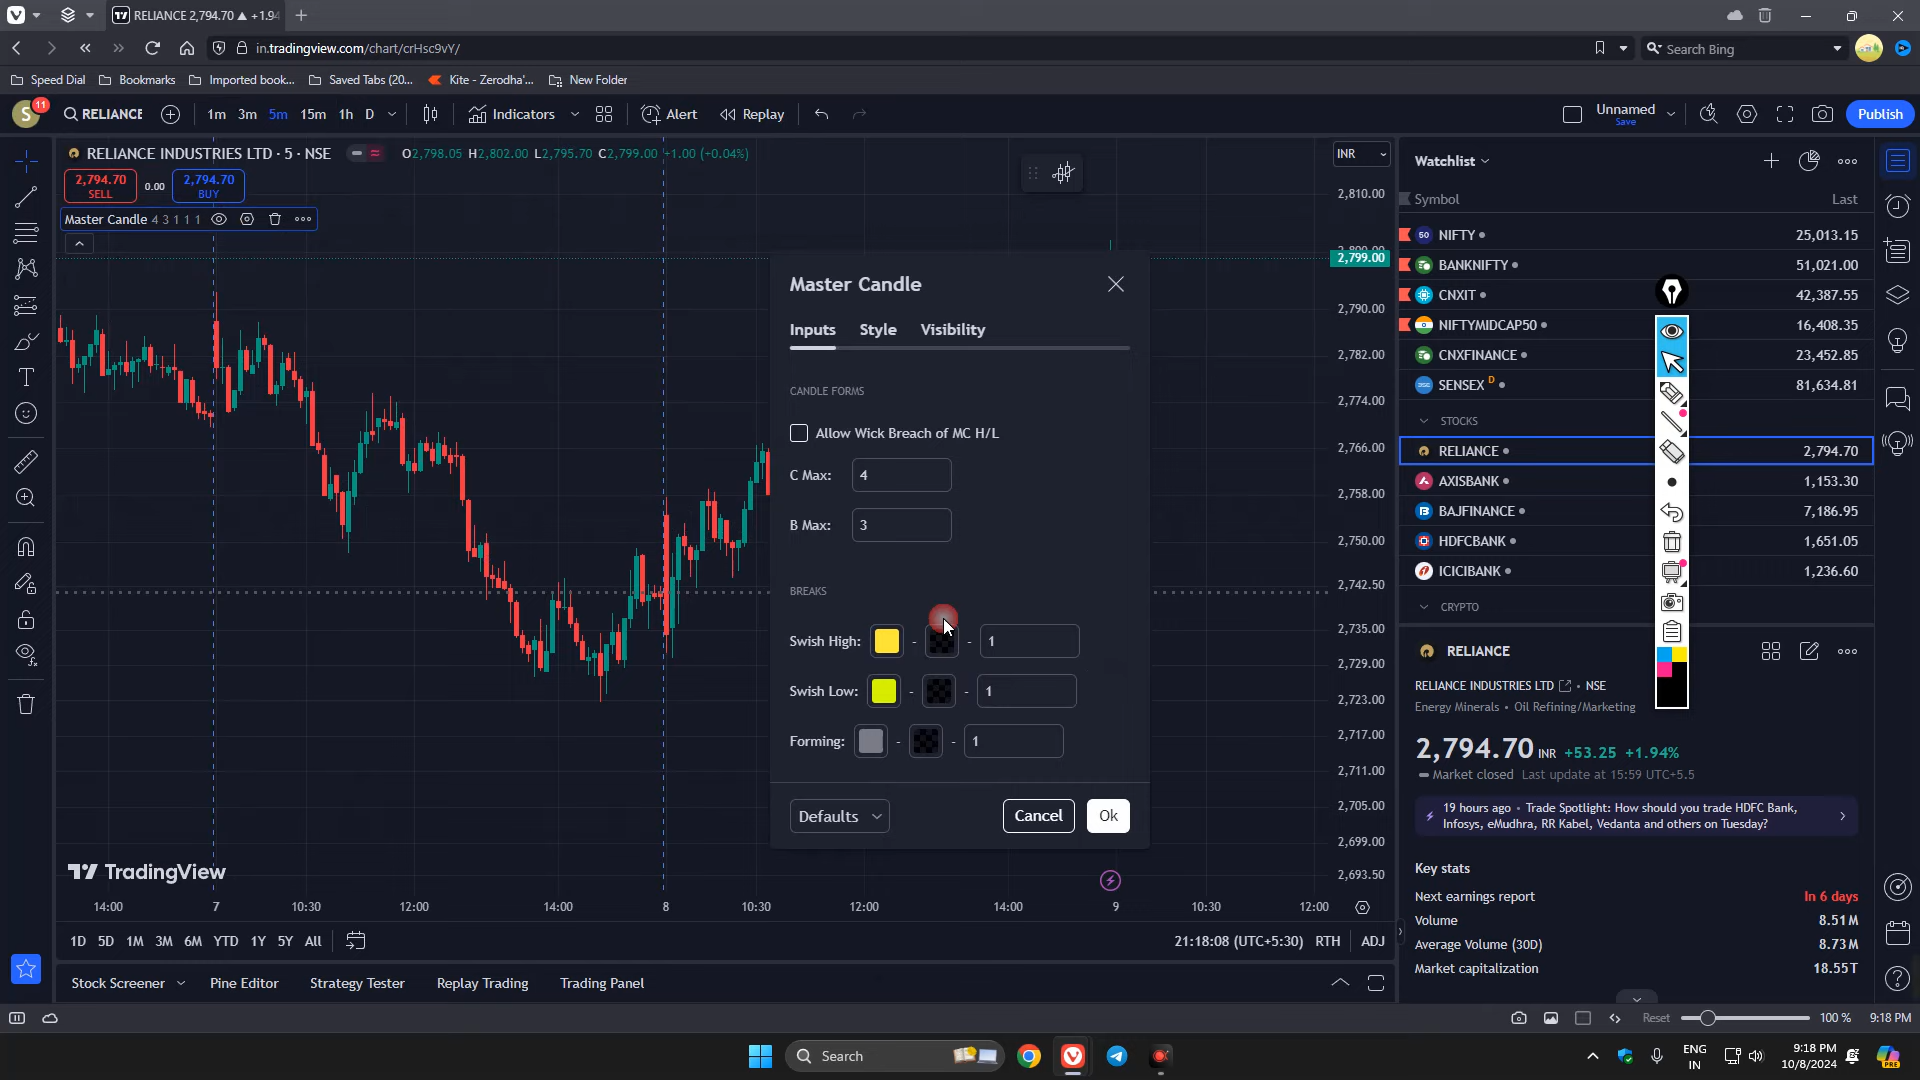 RELIANCE 2,794.70 ▲ +1.94
in.tradingview.com/chart/crHsc9vY/
Search Bing
Speed Dial Bookmarks Imported book... Saved Tabs (20... Kite - Zerodha'... New Folder
S 11 RELIANCE 1m 3m 5m 15m 1h D Indicators Alert Replay Unnamed Publish
Save
RELIANCE INDUSTRIES LTD · 5 · NSE O2,798.05 H2,802.00 L2,795.70 C2,799.00 +1.00 (+0.04%) INR
2,794.70 0.00 2,794.70
SELL BUY
Master Candle 4 3 1 1 1
2,810.00
2,799.00
2,790.00
2,782.00
2,774.00
2,766.00
2,758.00
2,750.00
2,742.50
2,735.00
2,729.00
2,723.00
2,717.00
2,711.00
2,705.00
2,699.00
2,693.50
Master Candle
Inputs Style Visibility
CANDLE FORMS
Allow Wick Breach of MC H/L
C Max: 4
B Max: 3
BREAKS
Swish High: - - 1
Swish Low: - - 1
Forming: - - 1
Defaults Cancel Ok
TradingView
14:00 7 10:30 12:00 14:00 8 10:30 12:00 14:00 9 10:30 12:00
1D 5D 1M 3M 6M YTD 1Y 5Y All 21:18:08 (UTC+5:30) RTH ADJ
Stock Screener Pine Editor Strategy Tester Replay Trading Trading Panel
Watchlist
Symbol Last
50 NIFTY 25,013.15
BANKNIFTY 51,021.00
CNXIT 42,387.55
NIFTYMIDCAP50 16,408.35
CNXFINANCE 23,452.85
SENSEX D 81,634.81
STOCKS
RELIANCE 2,794.70
AXISBANK 1,153.30
BAJFINANCE 7,186.95
HDFCBANK 1,651.05
ICICIBANK 1,236.60
CRYPTO
RELIANCE
RELIANCE INDUSTRIES LTD • NSE
Energy Minerals • Oil Refining/Marketing
2,794.70 INR +53.25 +1.94%
Market closed Last update at 15:59 UTC+5.5
19 hours ago • Trade Spotlight: How should you trade HDFC Bank,
Infosys, eMudhra, RR Kabel, Vedanta and others on Tuesday?
Key stats
Next earnings report In 6 days
Volume 8.51 M
Average Volume (30D) 8.73 M
Market capitalization 18.55 T
Reset 100 % 9:18 PM
Search
ENG
IN
9:18 PM
10/8/2024
PRE